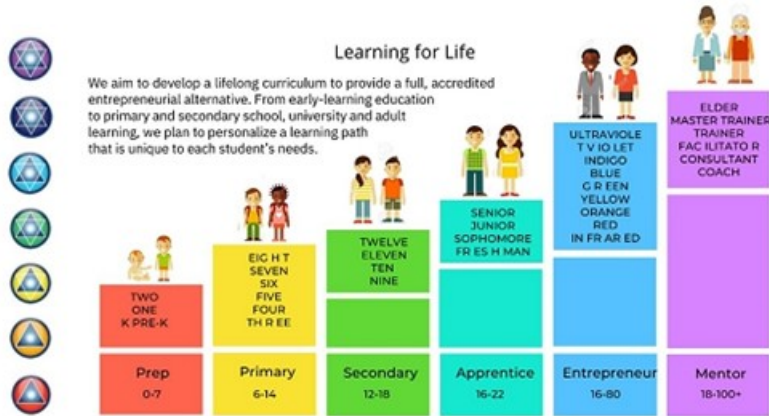 Learning for Life
We aim to develop a lifelong curriculum to provide a full, accredited
entrepreneurial alternative. From early-learning education
to primary and secondary school, university and adult
learning, we plan to personalize a learning path
that is unique to each student's needs.
TWO
ONE
K PRE-K
Prep
0-7
EIG H T
SEVEN
SIX
FIVE
FOUR
TH R EE
Primary
6-14
TWELVE
ELEVEN
TEN
NINE
Secondary
12-18
SENIOR
JUNIOR
SOPHOMORE
FR ES H MAN
Apprentice
16-22
ULTRAVIOLE
T V IO LET
INDIGO
BLUE
G R EEN
YELLOW
ORANGE
RED
IN FR AR ED
Entrepreneur
16-80
ELDER
MASTER TRAINER
TRAINER
FAC ILITATO R
CONSULTANT
COACH
Mentor
18-100+